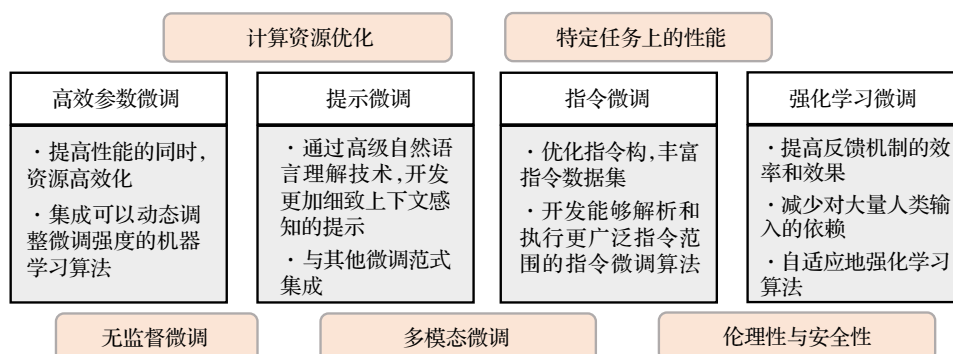 计算资源优化
特定任务上的性能
高效参数微调
· 提高性能的同时,
资源高效化
· 集成可以动态调
整微调强度的机器
学习算法
提示微调
· 通过高级自然语
言理解技术,开发
更加细致上下文感
知的提示
· 与其他微调范式
集成
指令微调
· 优化指令构,丰富
指令数据集
· 开发能够解析和
执行更广泛指令范
围的指令微调算法
强化学习微调
· 提高反馈机制的效
率和效果
· 减少对大量人类输
入的依赖
· 自适应地强化学习
算法
无监督微调
多模态微调
伦理性与安全性